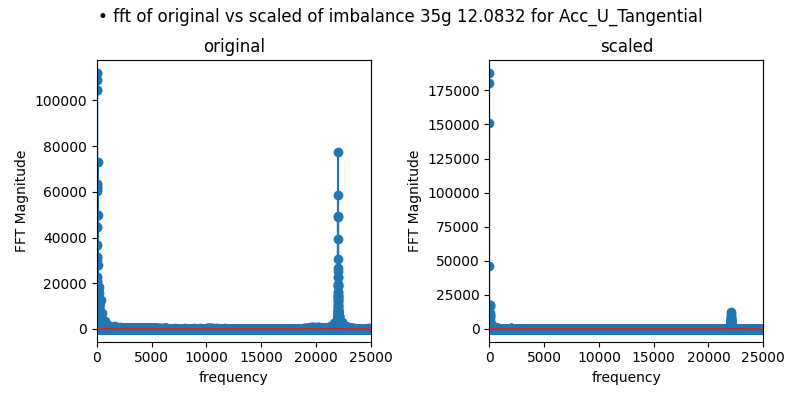 • fft of original vs scaled of imbalance 35g 12.0832 for Acc_U_Tangential
original
scaled
FFT Magnitude
100000
80000
60000
40000
20000
0
0 5000 10000 15000 20000 25000
frequency
FFT Magnitude
175000
150000
125000
100000
75000
50000
25000
0
0 5000 10000 15000 20000 25000
frequency